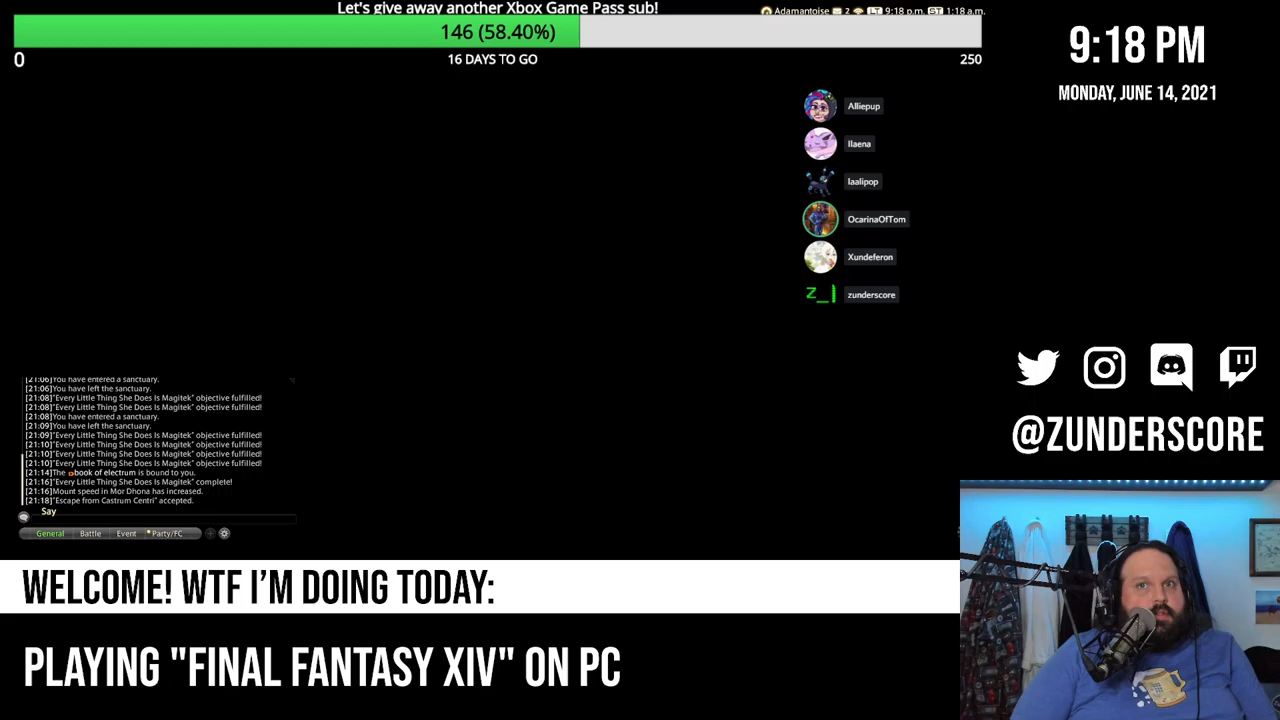 Let's give away another Xbox Game Pass sub!
Adamantoise 2 LT 9:18 p.m. ST 1:18 a.m.
146 (58.40%)
0 16 DAYS TO GO 250
9:18 PM
MONDAY, JUNE 14, 2021
Alliepup
Ilaena
laalipop
OcarinaOfTom
Xundeferon
z_| zunderscore
[21:06]You have entered a sanctuary.
[21:06]You have left the sanctuary.
[21:08]"Every Little Thing She Does Is Magitek" objective fulfilled!
[21:08]"Every Little Thing She Does Is Magitek" objective fulfilled!
[21:08]You have entered a sanctuary.
[21:09]You have left the sanctuary.
[21:09]"Every Little Thing She Does Is Magitek" objective fulfilled!
[21:10]"Every Little Thing She Does Is Magitek" objective fulfilled!
[21:10]"Every Little Thing She Does Is Magitek" objective fulfilled!
[21:10]"Every Little Thing She Does Is Magitek" objective fulfilled!
[21:14]The book of electrum is bound to you.
[21:16]"Every Little Thing She Does Is Magitek" complete!
[21:16]Mount speed in Mor Dhona has increased.
[21:18]"Escape from Castrum Centri" accepted.
Say
General Battle Event Party/FC
@ZUNDERSCORE
WELCOME! WTF I'M DOING TODAY:
PLAYING "FINAL FANTASY XIV" ON PC